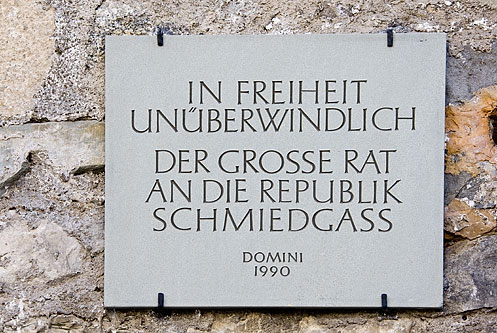 IN FREIHEIT
UNÜBERWINDLICH
DER GROSSE RAT
AN DIE REPUBLIK
SCHMIEDGASS
DOMINI
1990